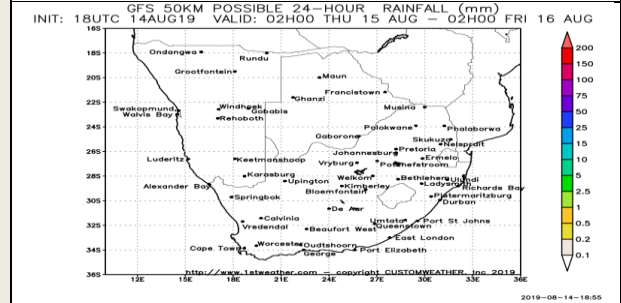 GFS 50KM POSSIBLE 24-HOUR RAINFALL (mm)
INIT: 18UTC 14AUG19 VALID: 02H00 THU 15 AUG – 02H00 FRI 16 AUG
16S
18S
20S
22S
24S
26S
28S
30S
32S
34S
36S
Ondangwa
Rundu
Grootfontein
Maun
Francistown
Ghanzi
Musina
Swakopmund
Windhoek
Gobabis
Walvis Bay
Rehoboth
Polokwane
Phalaborwa
Gaborone
Skukuza
Nelspruit
Johannesburg
Pretoria
Ermelo
Luderitz
Keetmanshoop
Vryburg
Potchefstroom
Karasburg
Upington
Welkom
Bethlehem
Ulundi
Alexander Bay
Kimberley
Ladysmith
Richards Bay
Bloemfontein
Springbok
Pietermaritzburg
Durban
De Aar
Calvinia
Umtata
Port St Johns
Vredendal
Beaufort West
Queenstown
East London
Cape Town
Worcester
Oudtshoorn
George
Port Elizabeth
http://www.1stweather.com – copyright CUSTOMWEATHER, Inc 2019
12E 15E 18E 21E 24E 27E 30E 33E 36E
200
150
100
75
50
25
15
10
5
2.5
1
0.5
0.2
0.1
2019-08-14-18:55